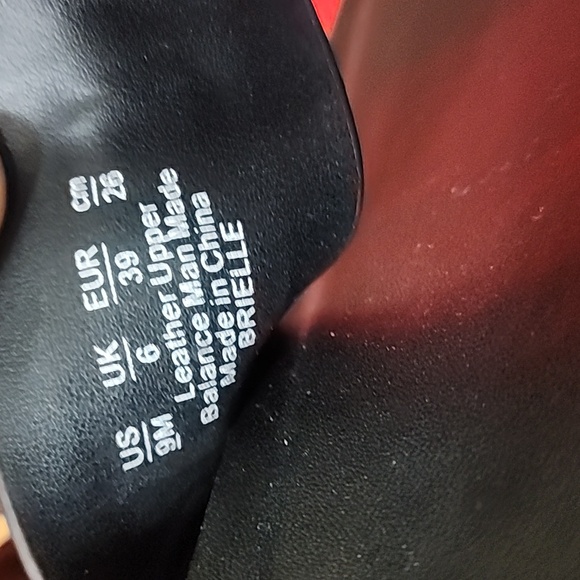 US UK EUR cm
9M 6 39 26
Leather Upper
Balance Man Made
Made in China
BRIELLE